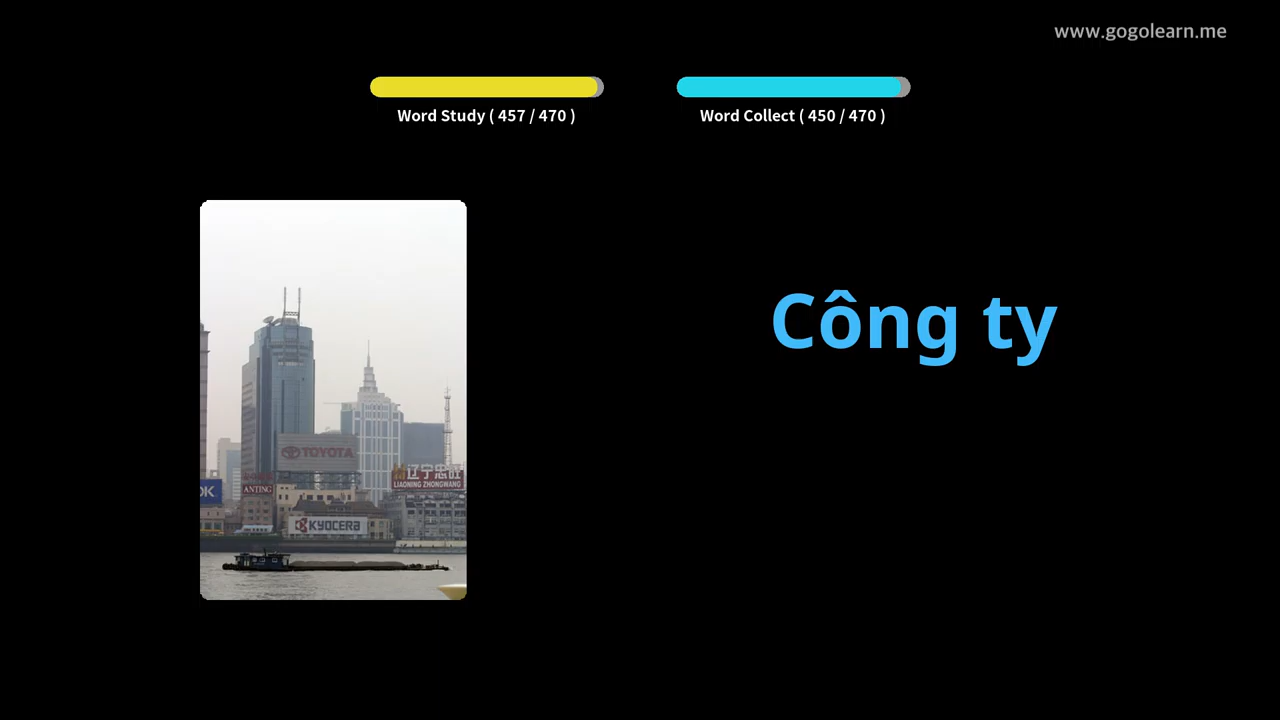 www.gogolearn.me
Word Study ( 457 / 470 )
Word Collect ( 450 / 470 )
Công ty
TOYOTA
辽宁忠旺
LIAONING ZHONGWANG
OK
ANTING
KYOCERA